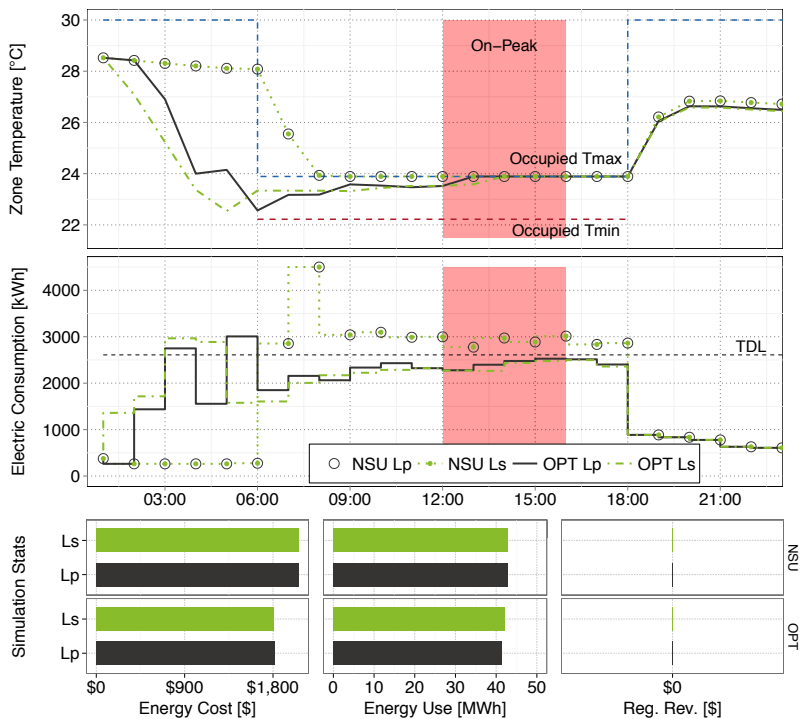 Zone Temperature [°C]
30
28
26
24
22
On−Peak
Occupied Tmax
Occupied Tmin
Electric Consumption [kWh]
4000
3000
2000
1000
0
TDL
NSU Lp NSU Ls OPT Lp OPT Ls
03:00 06:00 09:00 12:00 15:00 18:00 21:00
Simulation Stats
Ls
Lp
NSU
Ls
Lp
OPT
$0 $900 $1,800
0 10 20 30 40 50
$0
Energy Cost [$]
Energy Use [MWh]
Reg. Rev. [$]